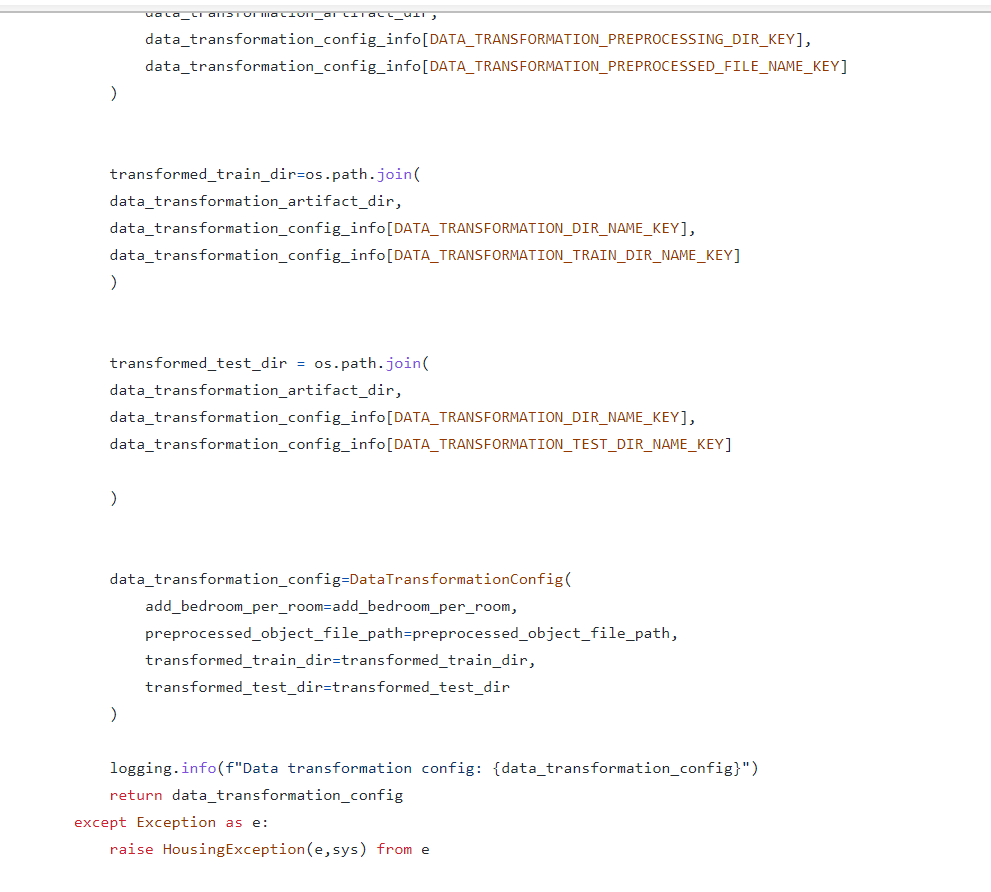 data_transformation_artifact_dir,
data_transformation_config_info[DATA_TRANSFORMATION_PREPROCESSING_DIR_KEY],
data_transformation_config_info[DATA_TRANSFORMATION_PREPROCESSED_FILE_NAME_KEY]
)
transformed_train_dir=os.path.join(
data_transformation_artifact_dir,
data_transformation_config_info[DATA_TRANSFORMATION_DIR_NAME_KEY],
data_transformation_config_info[DATA_TRANSFORMATION_TRAIN_DIR_NAME_KEY]
)
transformed_test_dir = os.path.join(
data_transformation_artifact_dir,
data_transformation_config_info[DATA_TRANSFORMATION_DIR_NAME_KEY],
data_transformation_config_info[DATA_TRANSFORMATION_TEST_DIR_NAME_KEY]
)
data_transformation_config=DataTransformationConfig(
add_bedroom_per_room=add_bedroom_per_room,
preprocessed_object_file_path=preprocessed_object_file_path,
transformed_train_dir=transformed_train_dir,
transformed_test_dir=transformed_test_dir
)
logging.info(f"Data transformation config: {data_transformation_config}")
return data_transformation_config
except Exception as e:
raise HousingException(e,sys) from e